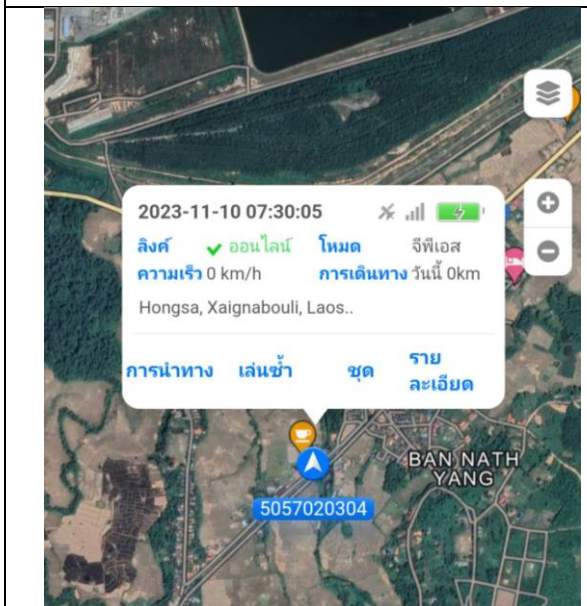 2023-11-10 07:30:05
ลิงค์ ออนไลน์ โหมด จีพีเอส
ความเร็ว 0 km/h การเดินทาง วันนี้ 0km
Hongsa, Xaignabouli, Laos..
การนำทาง เล่นซ้ำ ชุด ราย
ละเอียด
BAN NATH
YANG
5057020304